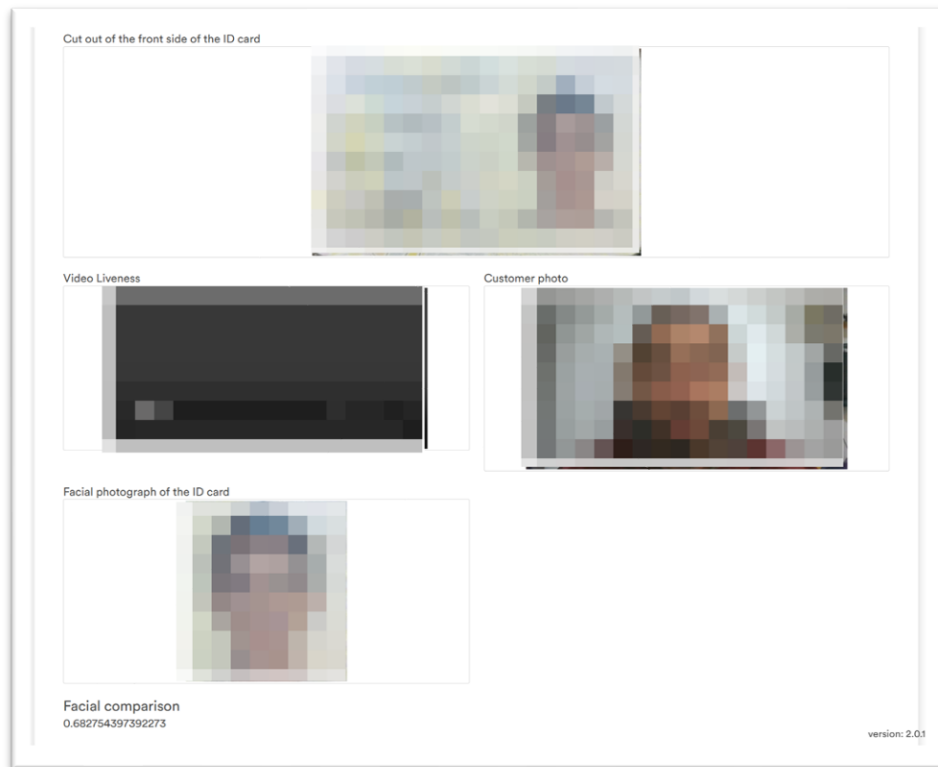 Cut out of the front side of the ID card
Video Liveness
Customer photo
Facial photograph of the ID card
Facial comparison
0.682754397392273
version: 2.0.1